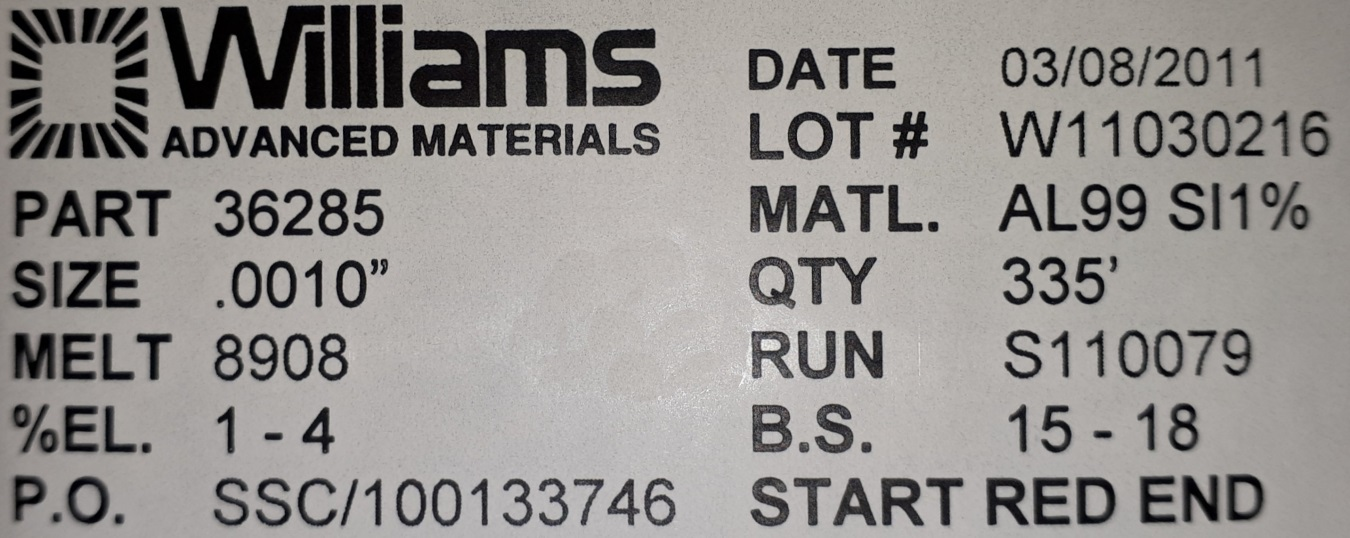 Williams
ADVANCED MATERIALS
PART 36285
SIZE .0010”
MELT 8908
%EL. 1 - 4
P.O. SSC/100133746
DATE 03/08/2011
LOT # W11030216
MATL. AL99 SI1%
QTY 335’
RUN S110079
B.S. 15 - 18
START RED END